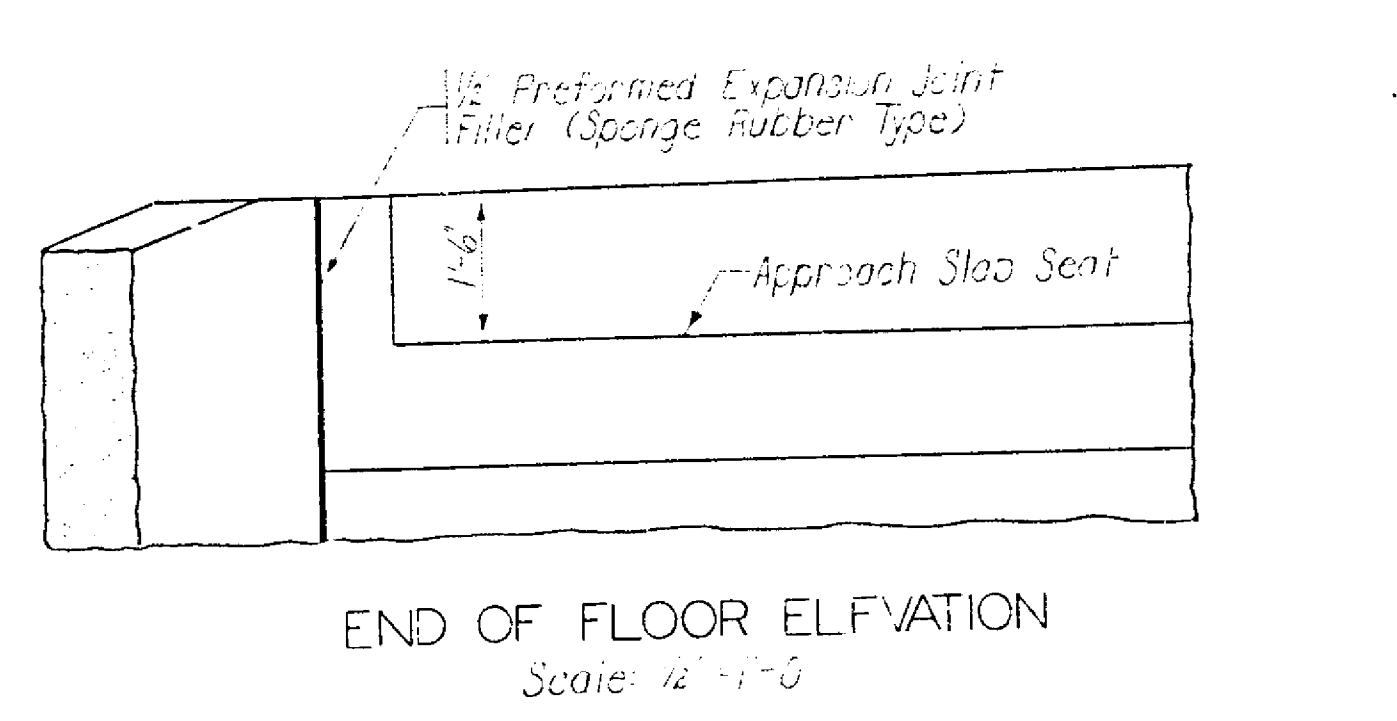 ½" Preformed Expansion Joint
Filler (Sponge Rubber Type)
1'-6"
Approach Slab Seat
END OF FLOOR ELEVATION
Scale: ½" = 1'-0